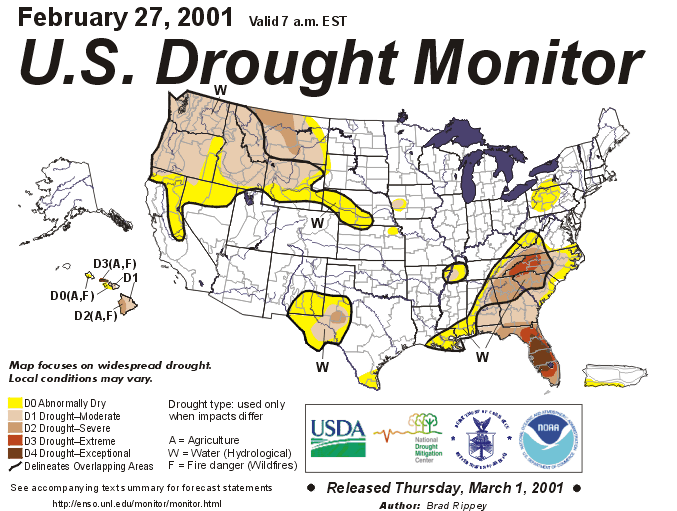 February 27, 2001 Valid 7 a.m. EST
U.S. Drought Monitor
W
W
D3(A,F)
D1
D0(A,F)
D2(A,F)
W
W
Map focuses on widespread drought.
Local conditions may vary.
D0 Abnormally Dry
D1 Drought–Moderate
D2 Drought–Severe
D3 Drought–Extreme
D4 Drought–Exceptional
Delineates Overlapping Areas
Drought type: used only
when impacts differ
A = Agriculture
W = Water (Hydrological)
F = Fire danger (Wildfires)
USDA
National
Drought
Mitigation
Center
NOAA
See accompanying text summary for forecast statements
http://enso.unl.edu/monitor/monitor.html
● Released Thursday, March 1, 2001 ●
Author: Brad Rippey